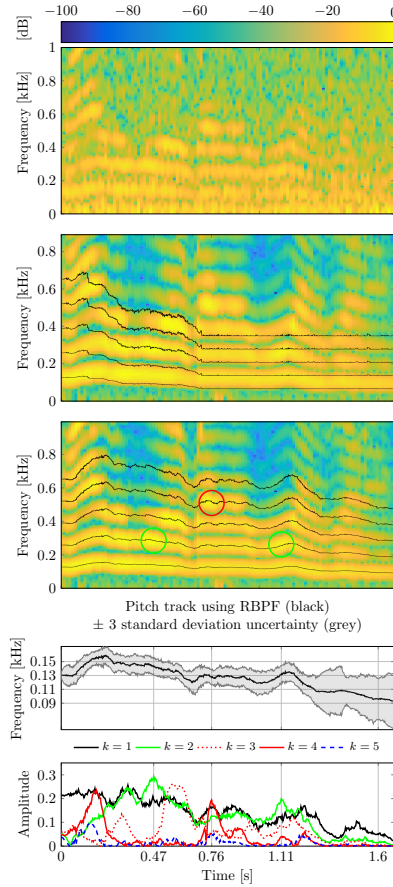 [dB]
−100 −80 −60 −40 −20 0
Frequency [kHz]
1
0.8
0.6
0.4
0.2
0
Frequency [kHz]
0.8
0.6
0.4
0.2
0
Frequency [kHz]
0.8
0.6
0.4
0.2
0
Pitch track using RBPF (black)
± 3 standard deviation uncertainty (grey)
Frequency [kHz]
0.15
0.13
0.11
0.09
k = 1 k = 2 k = 3 k = 4 k = 5
Amplitude
0.3
0.2
0.1
0
0 0.47 0.76 1.11 1.6
Time [s]